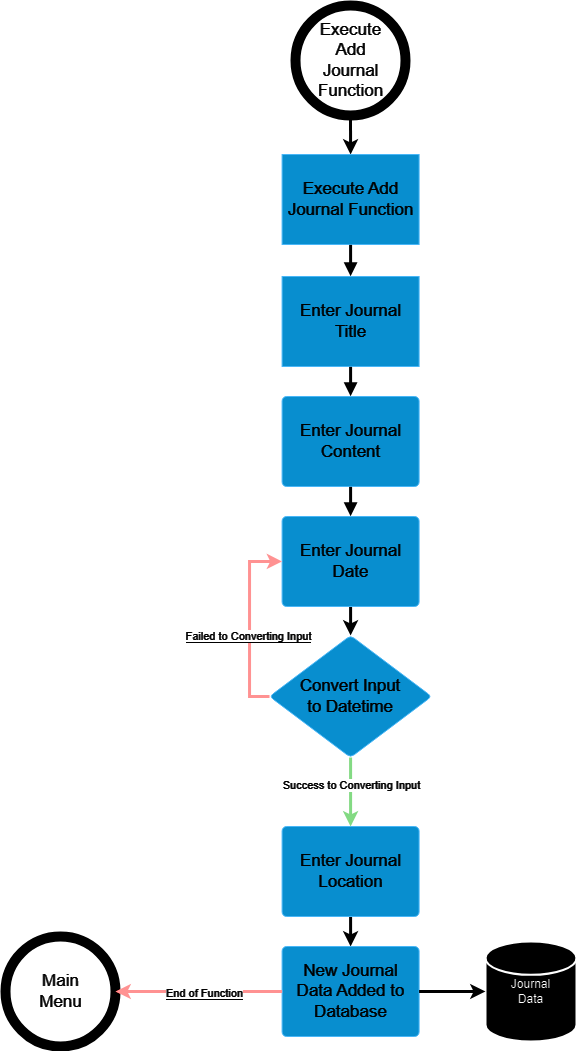 Execute
Add
Journal
Function
Execute Add
Journal Function
Enter Journal
Title
Enter Journal
Content
Enter Journal
Date
Failed to Converting Input
Convert Input
to Datetime
Success to Converting Input
Enter Journal
Location
New Journal
Data Added to
Database
End of Function
Main
Menu
Journal
Data